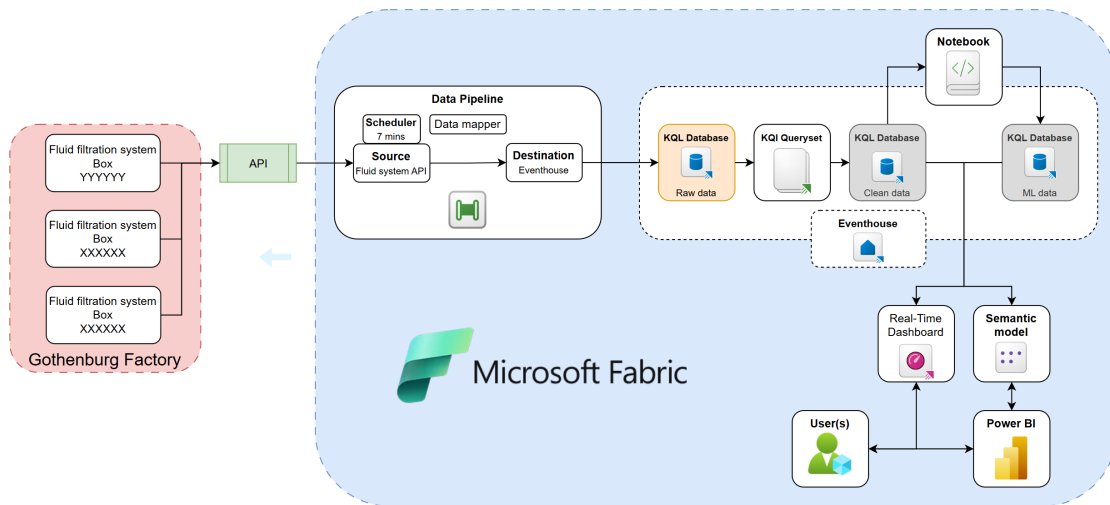 Fluid filtration system
Box
YYYYYY
Fluid filtration system
Box
XXXXXX
Fluid filtration system
Box
XXXXXX
Gothenburg Factory
API
Data Pipeline
Scheduler
7 mins
Data mapper
Source
Fluid system API
Destination
Eventhouse
Notebook
KQL Database
Raw data
KQl Queryset
KQL Database
Clean data
KQL Database
ML data
Eventhouse
Real-Time
Dashboard
Semantic
model
User(s)
Power BI
Microsoft Fabric